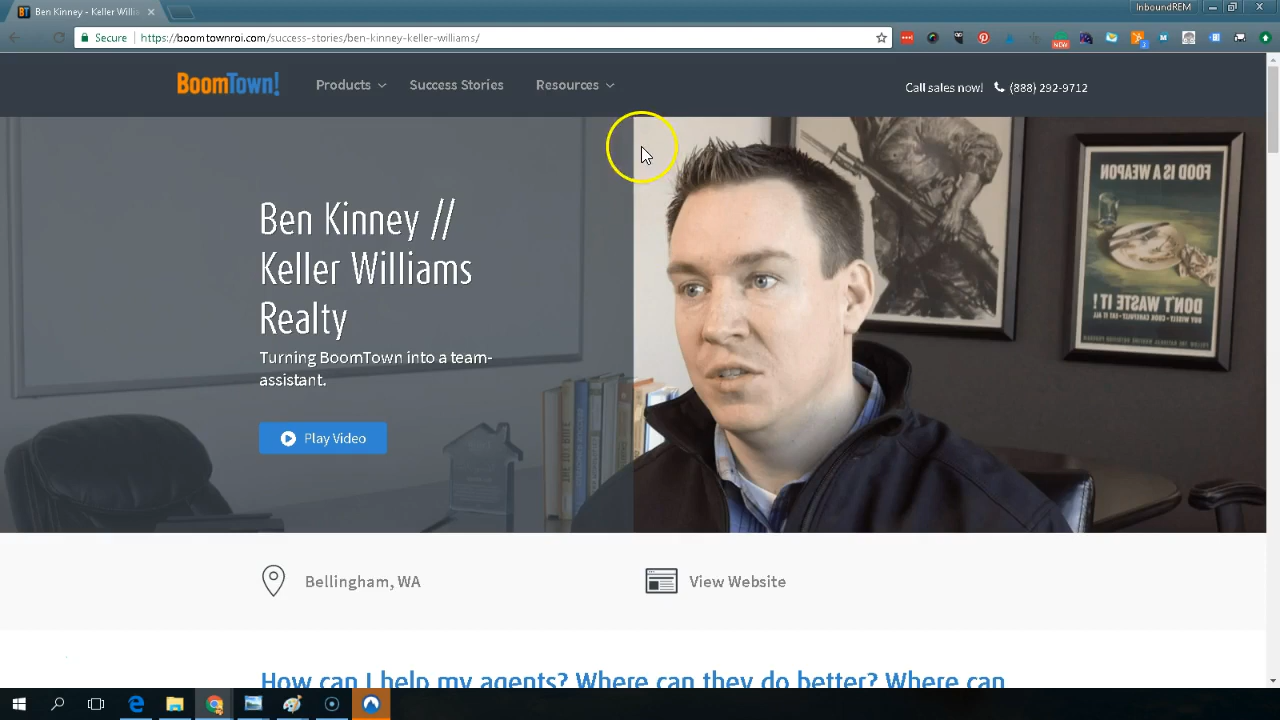 Ben Kinney - Keller Willia
InboundREM
Secure
https://boomtownroi.com/success-stories/ben-kinney-keller-williams/
NEW
BoomTown!
Products
Success Stories
Resources
Call sales now!
(888) 292-9712
Ben Kinney //
Keller Williams
Realty
Turning BoomTown into a team-
assistant.
Play Video
FOOD IS A WEAPON
DON'T WASTE IT!
Bellingham, WA
View Website
How can I help my agents? Where can they do better? Where can